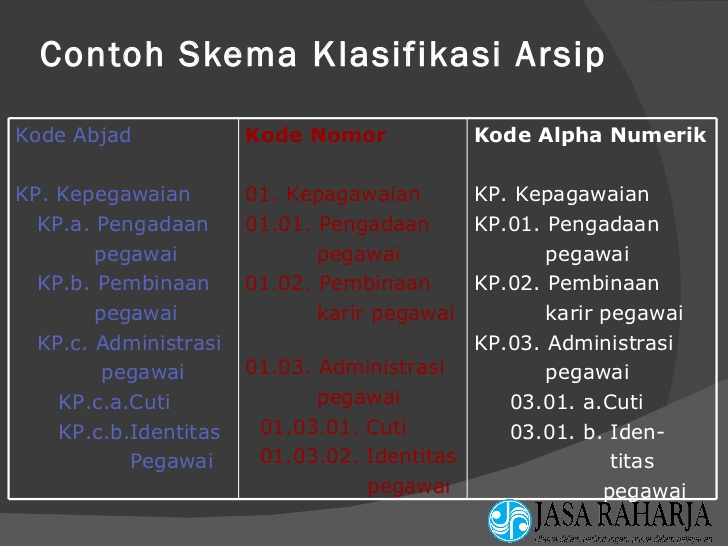 Contoh Skema Klasifikasi Arsip
Kode Abjad
KP. Kepegawaian
KP.a. Pengadaan
pegawai
KP.b. Pembinaan
pegawai
KP.c. Administrasi
pegawai
KP.c.a.Cuti
KP.c.b.Identitas
Pegawai
Kode Nomor
01. Kepagawaian
01.01. Pengadaan
pegawai
01.02. Pembinaan
karir pegawai
01.03. Administrasi
pegawai
01.03.01. Cuti
01.03.02. Identitas
pegawai
Kode Alpha Numerik
KP. Kepagawaian
KP.01. Pengadaan
pegawai
KP.02. Pembinaan
karir pegawai
KP.03. Administrasi
pegawai
03.01. a.Cuti
03.01. b. Iden-
titas
pegawai
JASA RAHARJA